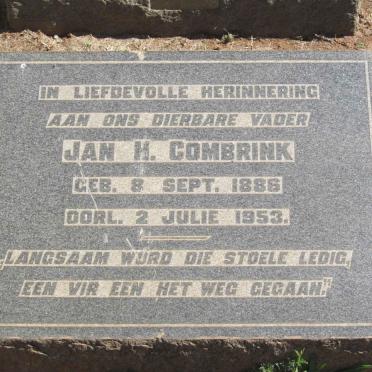 IN LIEFDEVOLLE HERINNERING
AAN ONS DIERBARE VADER
JAN H. COMBRINK
GEB. 8 SEPT. 1886
OORL. 2 JULIE 1953.
"LANGSAAM WORD DIE STOELE LEDIG,
EEN VIR EEN HET WEG GEGAAN."